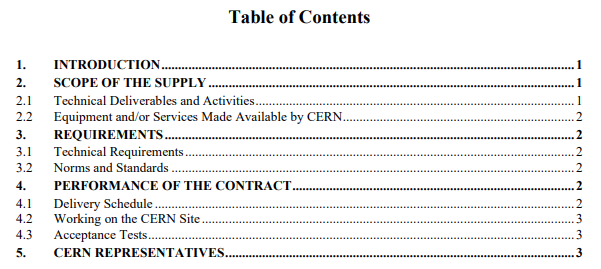 Table of Contents
1. INTRODUCTION 1
2. SCOPE OF THE SUPPLY 1
2.1 Technical Deliverables and Activities 1
2.2 Equipment and/or Services Made Available by CERN 2
3. REQUIREMENTS 2
3.1 Technical Requirements 2
3.2 Norms and Standards 2
4. PERFORMANCE OF THE CONTRACT 2
4.1 Delivery Schedule 2
4.2 Working on the CERN Site 3
4.3 Acceptance Tests 3
5. CERN REPRESENTATIVES 3